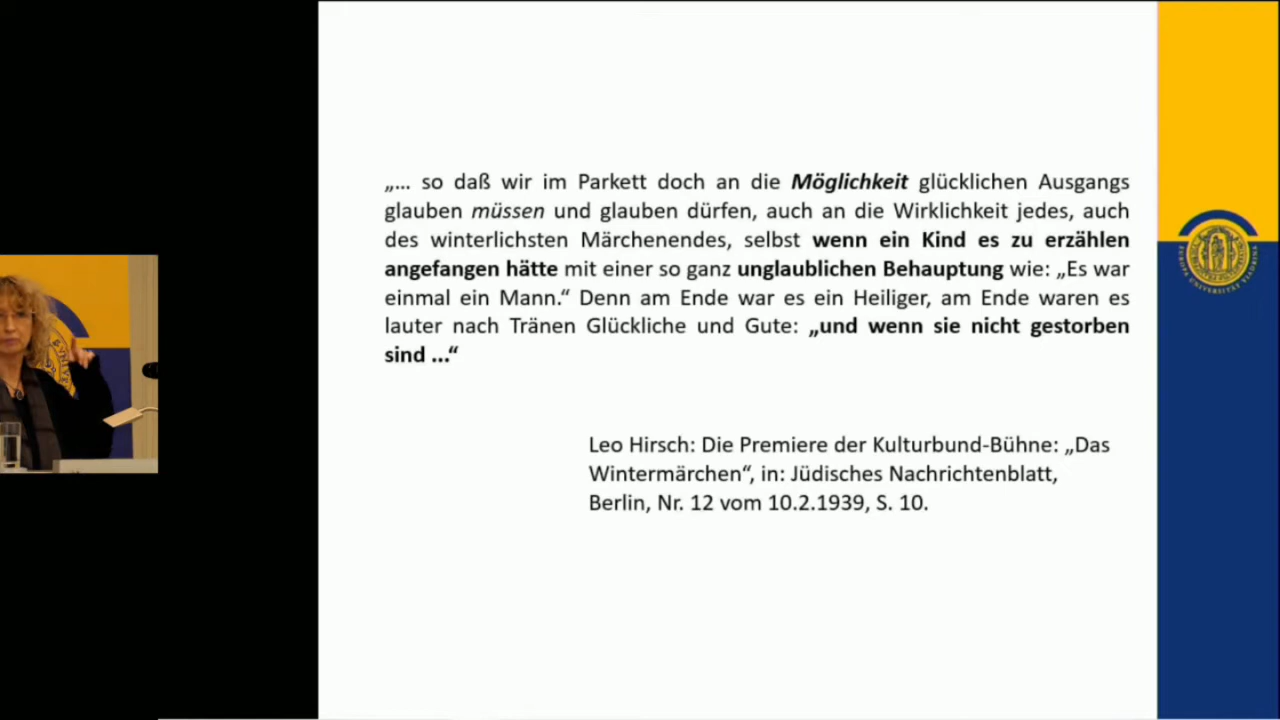 „… so daß wir im Parkett doch an die Möglichkeit glücklichen Ausgangs
glauben müssen und glauben dürfen, auch an die Wirklichkeit jedes, auch
des winterlichsten Märchenendes, selbst wenn ein Kind es zu erzählen
angefangen hätte mit einer so ganz unglaublichen Behauptung wie: „Es war
einmal ein Mann.“ Denn am Ende war es ein Heiliger, am Ende waren es
lauter nach Tränen Glückliche und Gute: „und wenn sie nicht gestorben
sind ...“
Leo Hirsch: Die Premiere der Kulturbund-Bühne: „Das
Wintermärchen“, in: Jüdisches Nachrichtenblatt,
Berlin, Nr. 12 vom 10.2.1939, S. 10.
EUROPA UNIVERSITÄT VIADRINA